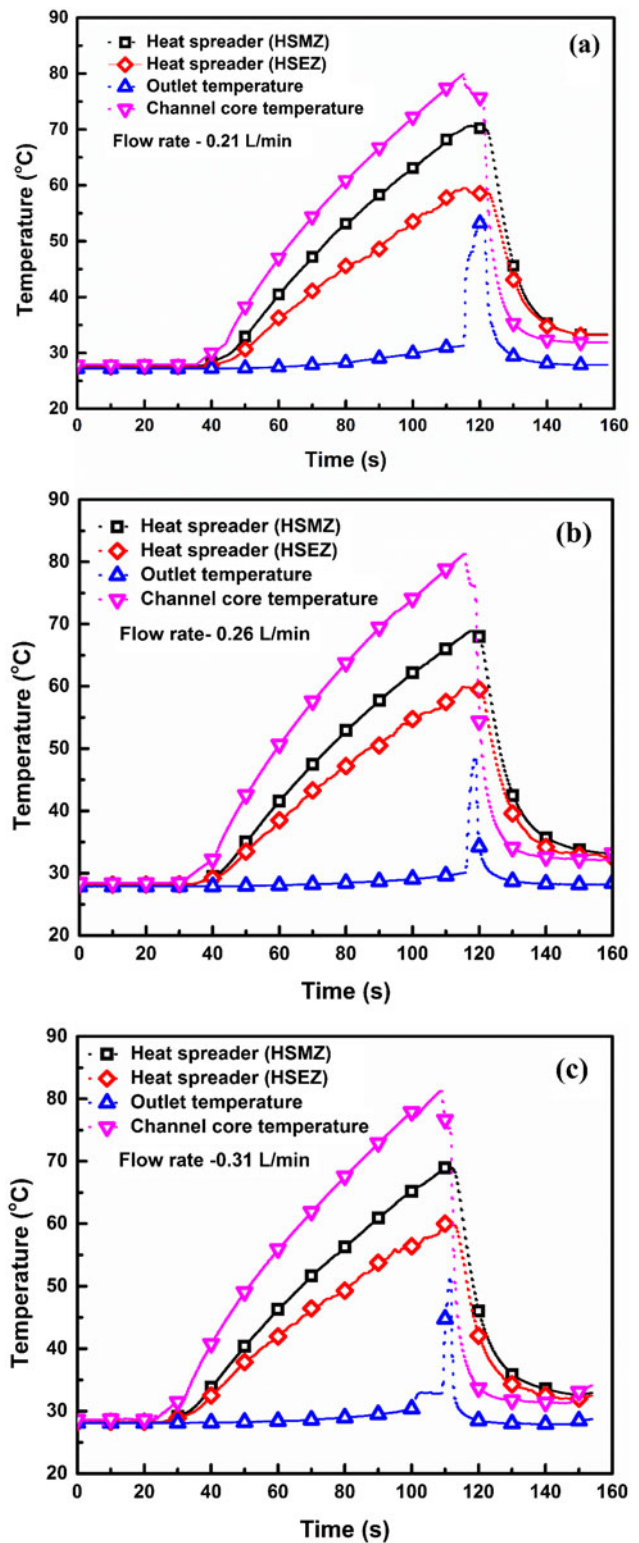 90
80
70
60
50
40
30
20
Temperature (°C)
(a)
Heat spreader (HSMZ)
Heat spreader (HSEZ)
Outlet temperature
Channel core temperature
Flow rate - 0.21 L/min
0 20 40 60 80 100 120 140 160
Time (s)
90
80
70
60
50
40
30
20
Temperature (°C)
(b)
Heat spreader (HSMZ)
Heat spreader (HSEZ)
Outlet temperature
Channel core temperature
Flow rate- 0.26 L/min
0 20 40 60 80 100 120 140 160
Time (s)
90
80
70
60
50
40
30
20
Temperature (°C)
(c)
Heat spreader (HSMZ)
Heat spreader (HSEZ)
Outlet temperature
Channel core temperature
Flow rate -0.31 L/min
0 20 40 60 80 100 120 140 160
Time (s)